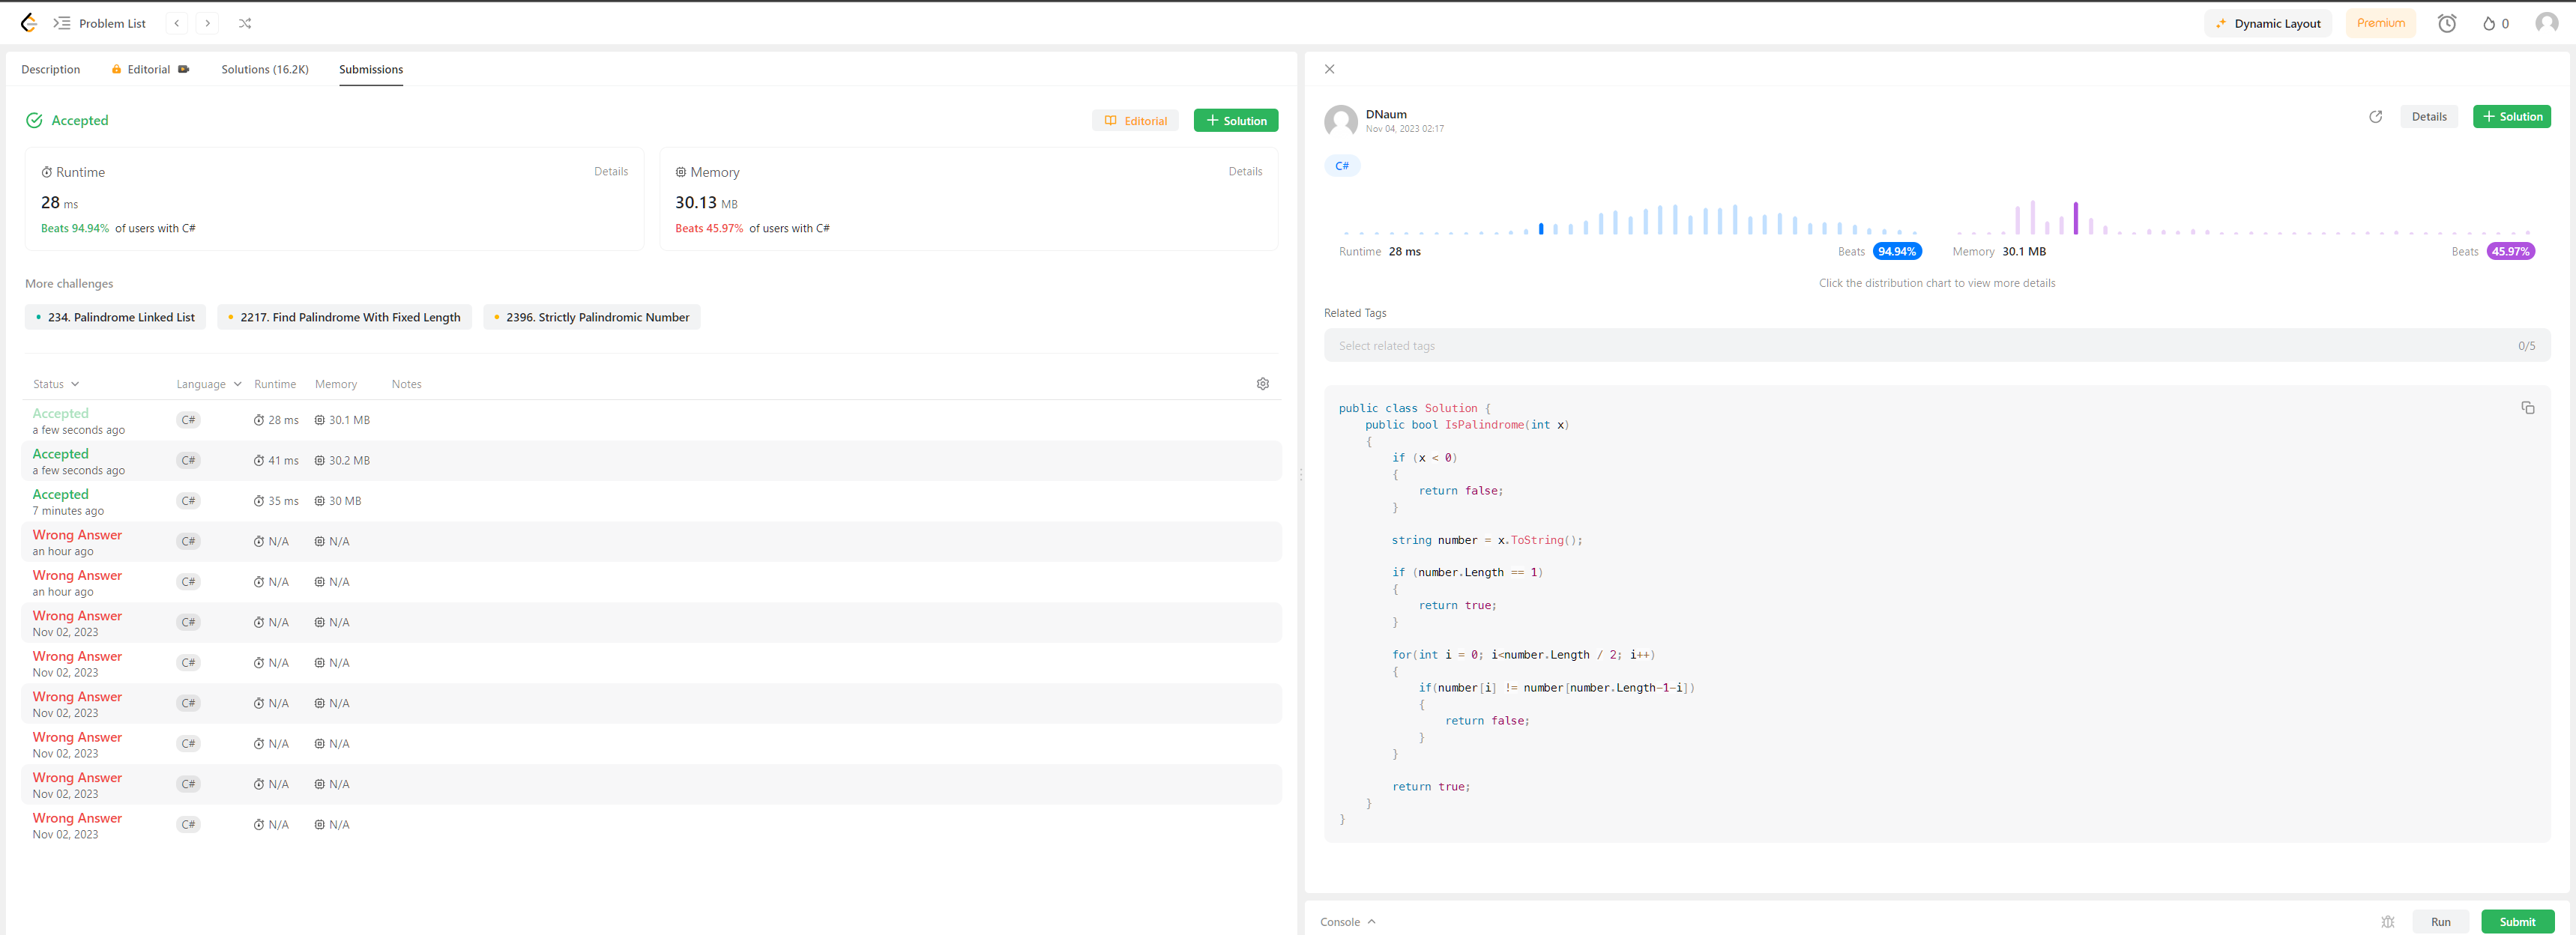 Problem List
Dynamic Layout
Premium
0
Description
Editorial
Solutions (16.2K)
Submissions
Accepted
Editorial
Solution
Runtime
Details
28 ms
Beats 94.94% of users with C#
Memory
Details
30.13 MB
Beats 45.97% of users with C#
More challenges
234. Palindrome Linked List
2217. Find Palindrome With Fixed Length
2396. Strictly Palindromic Number
Status Language Runtime Memory Notes
Accepted
a few seconds ago
C# 28 ms 30.1 MB
Accepted
a few seconds ago
C# 41 ms 30.2 MB
Accepted
7 minutes ago
C# 35 ms 30 MB
Wrong Answer
an hour ago
C# N/A N/A
Wrong Answer
an hour ago
C# N/A N/A
Wrong Answer
Nov 02, 2023
C# N/A N/A
Wrong Answer
Nov 02, 2023
C# N/A N/A
Wrong Answer
Nov 02, 2023
C# N/A N/A
Wrong Answer
Nov 02, 2023
C# N/A N/A
Wrong Answer
Nov 02, 2023
C# N/A N/A
Wrong Answer
Nov 02, 2023
C# N/A N/A
DNaum
Nov 04, 2023 02:17
Details
Solution
C#
Runtime 28 ms
Beats 94.94%
Memory 30.1 MB
Beats 45.97%
Click the distribution chart to view more details
Related Tags
Select related tags
0/5
public class Solution {
    public bool IsPalindrome(int x)
    {
        if (x < 0)
        {
            return false;
        }

        string number = x.ToString();

        if (number.Length == 1)
        {
            return true;
        }

        for(int i = 0; i<number.Length / 2; i++)
        {
            if(number[i] != number[number.Length-1-i])
            {
                return false;
            }
        }

        return true;
    }
}
Console
Run
Submit